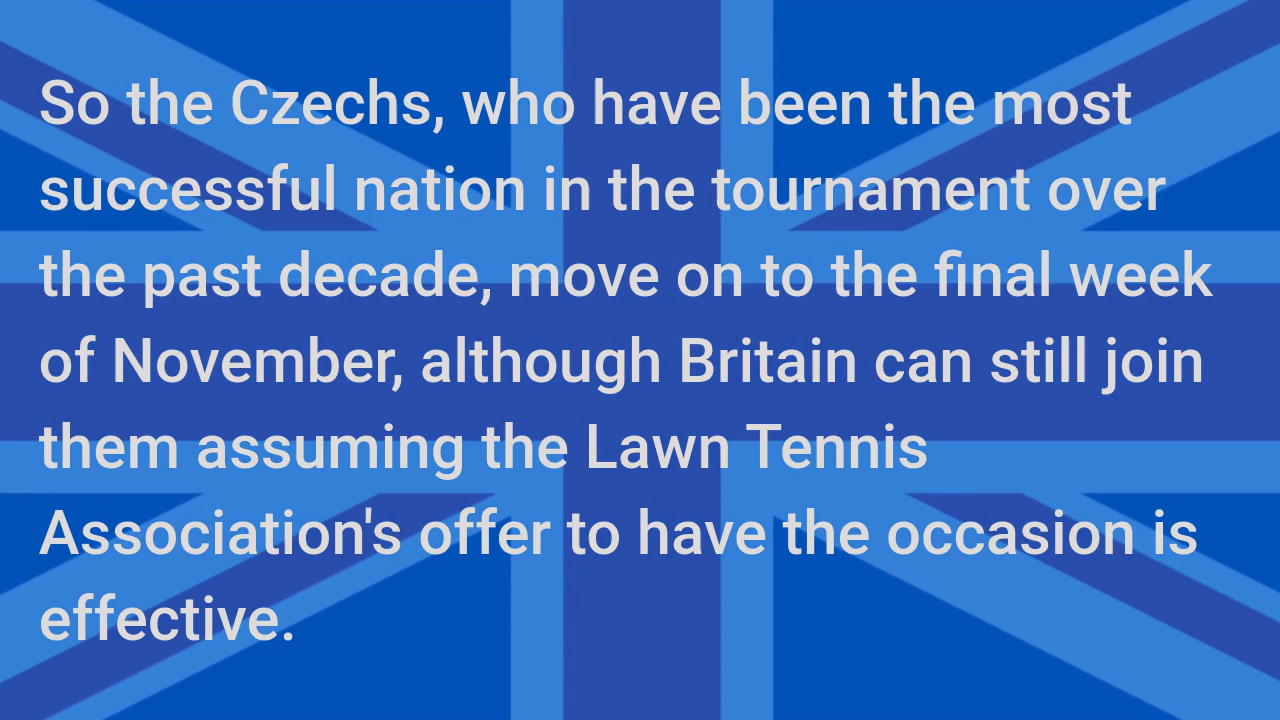 So the Czechs, who have been the most
successful nation in the tournament over
the past decade, move on to the final week
of November, although Britain can still join
them assuming the Lawn Tennis
Association's offer to have the occasion is
effective.